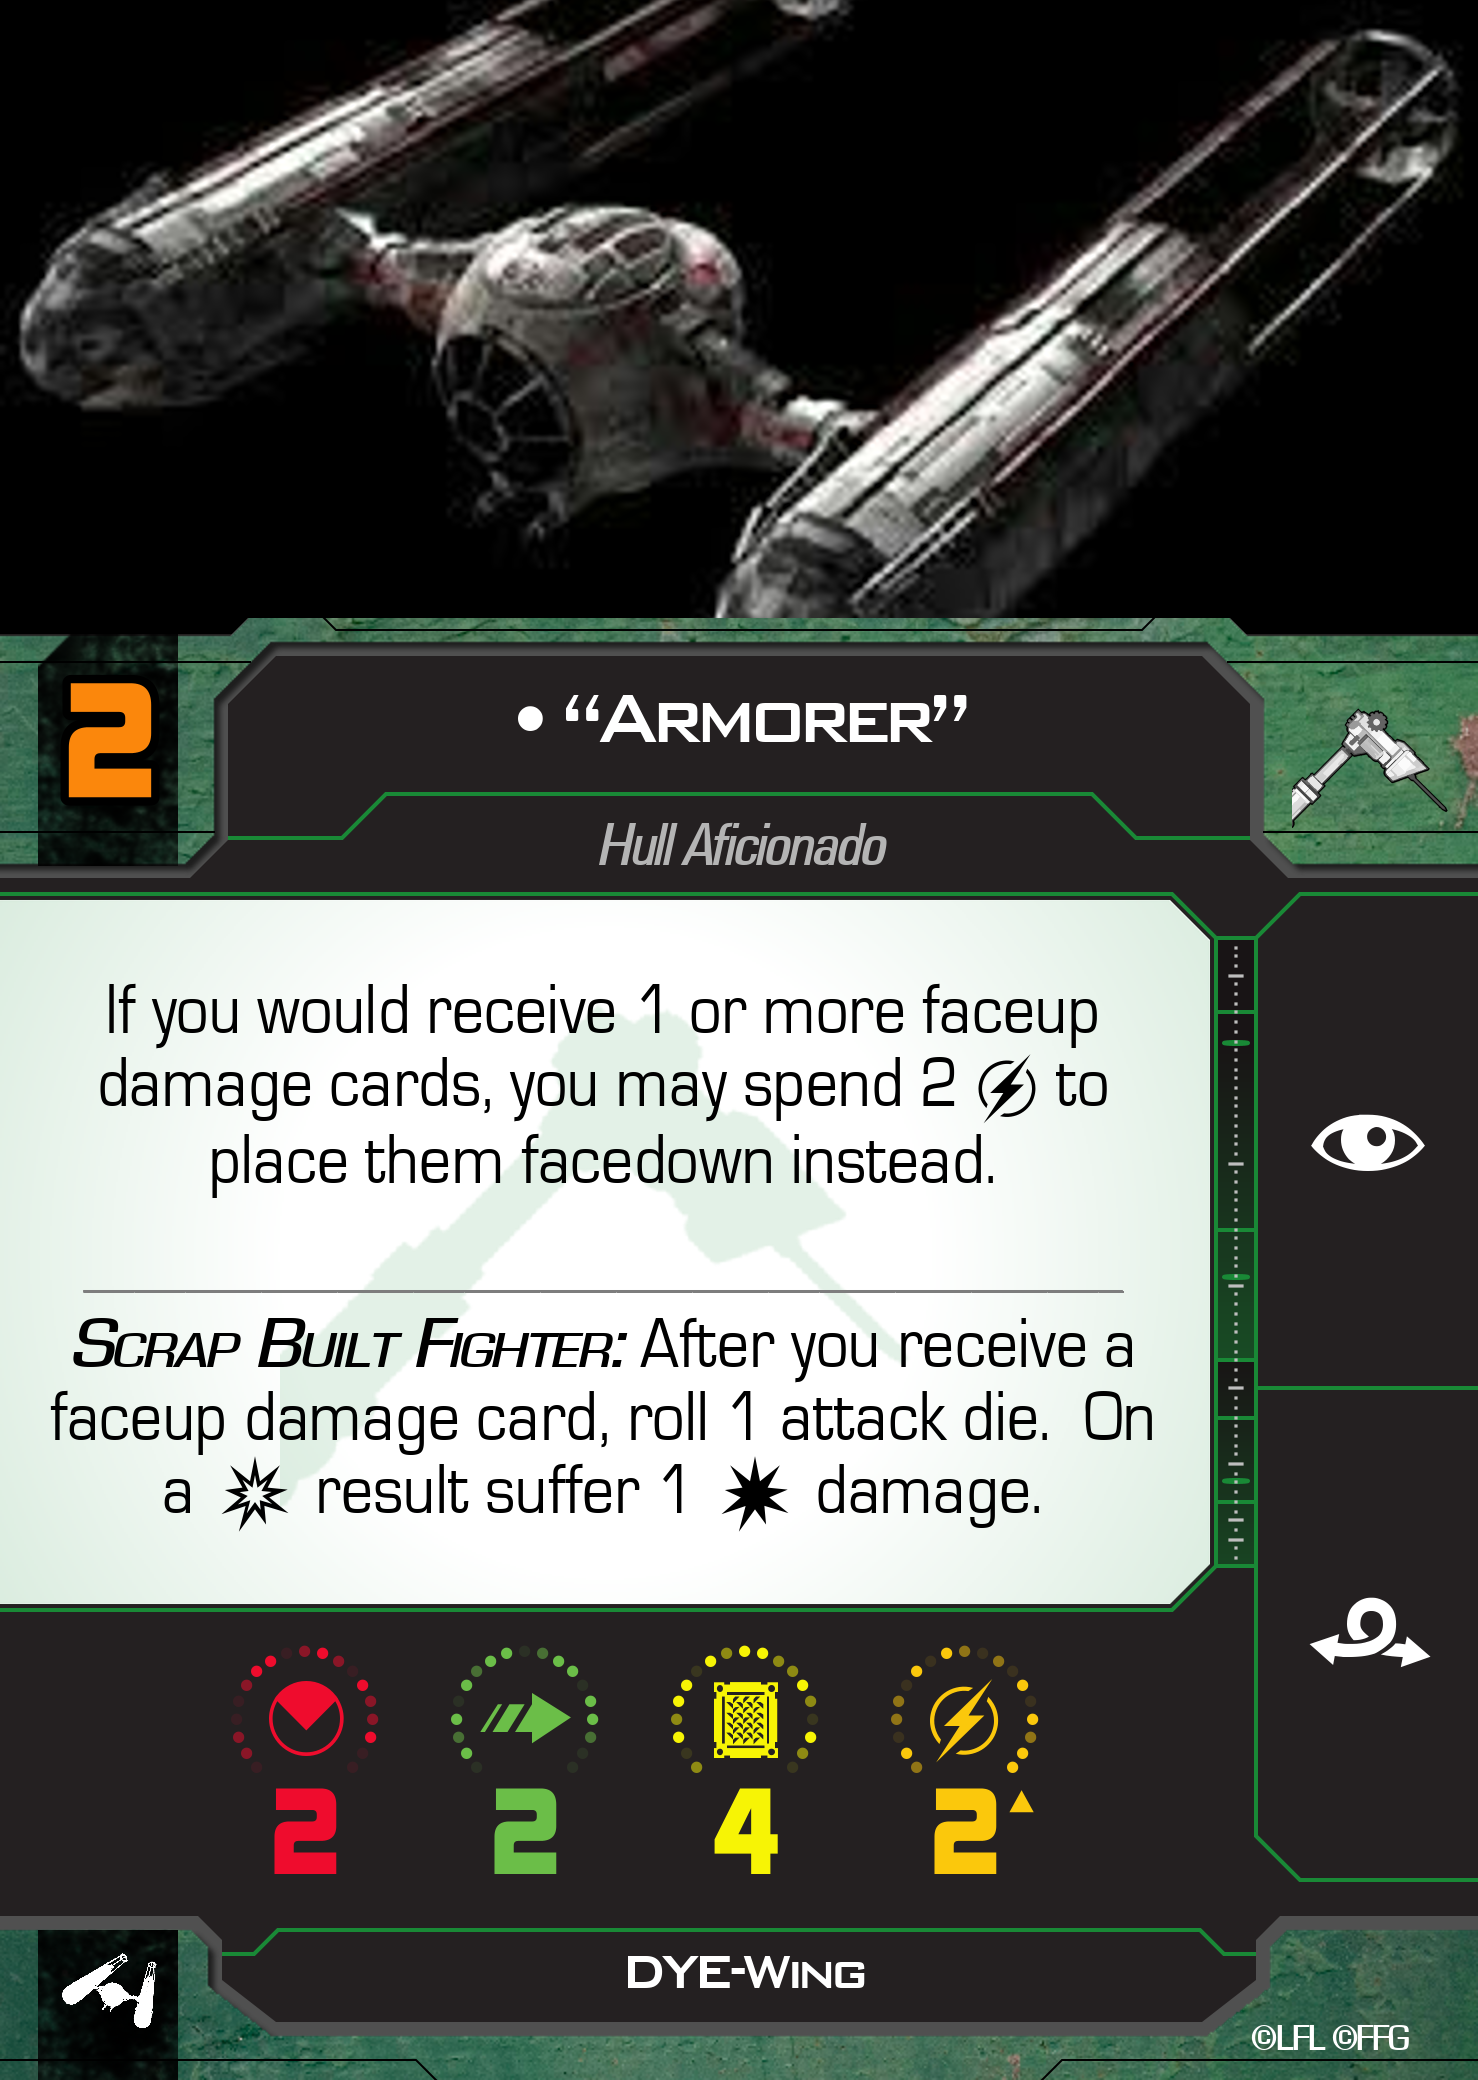 2
• “ARMORER”
Hull Aficionado
If you would receive 1 or more faceup
damage cards, you may spend 2 to
place them facedown instead.
SCRAP BUILT FIGHTER: After you receive a
faceup damage card, roll 1 attack die. On
a result suffer 1 damage.
2 2 4 2
DYE-WING
©LFL ©FFG